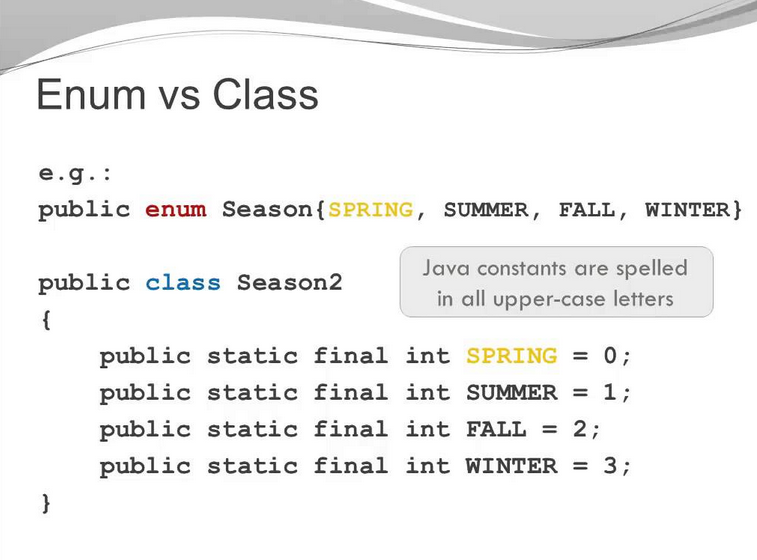 Enum vs Class
e.g.:
public enum Season{SPRING, SUMMER, FALL, WINTER}
public class Season2
Java constants are spelled
in all upper-case letters
{
public static final int SPRING = 0;
public static final int SUMMER = 1;
public static final int FALL = 2;
public static final int WINTER = 3;
}